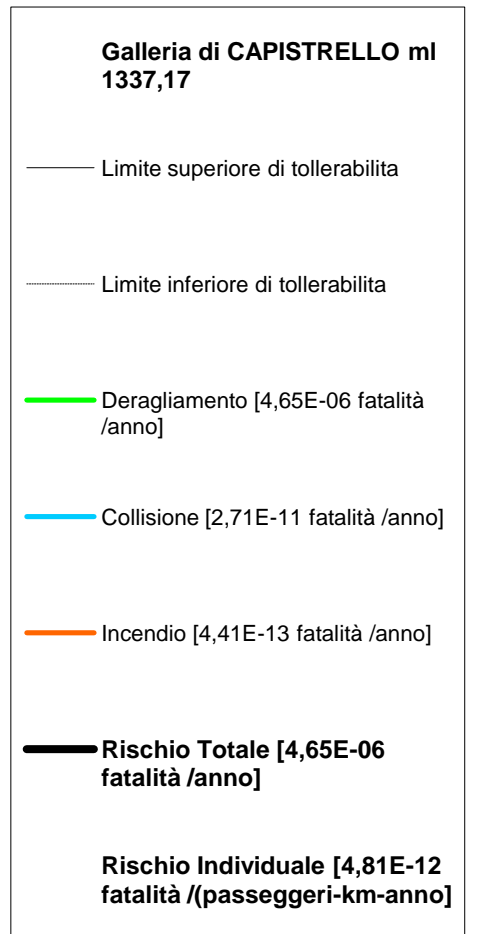 Galleria di CAPISTRELLO ml
1337,17
Limite superiore di tollerabilita
Limite inferiore di tollerabilita
Deragliamento [4,65E-06 fatalità
/anno]
Collisione [2,71E-11 fatalità /anno]
Incendio [4,41E-13 fatalità /anno]
Rischio Totale [4,65E-06
fatalità /anno]
Rischio Individuale [4,81E-12
fatalità /(passeggeri-km-anno]